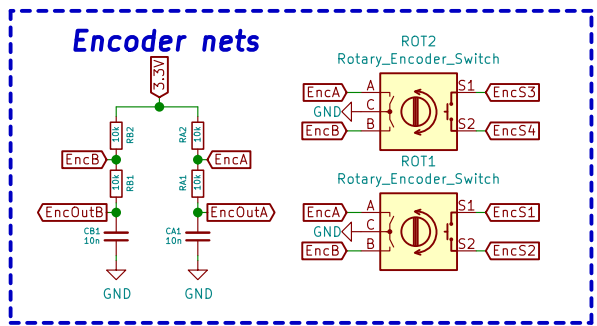 Encoder nets
3.3V
10k
RB2
10k
RA2
EncB
EncA
10k
RB1
10k
RA1
EncOutB
EncOutA
CB1
10n
CA1
10n
GND
GND
ROT2
Rotary_Encoder_Switch
EncA
A
S1
EncS3
GND
C
EncB
B
S2
EncS4
ROT1
Rotary_Encoder_Switch
EncA
A
S1
EncS1
GND
C
EncB
B
S2
EncS2